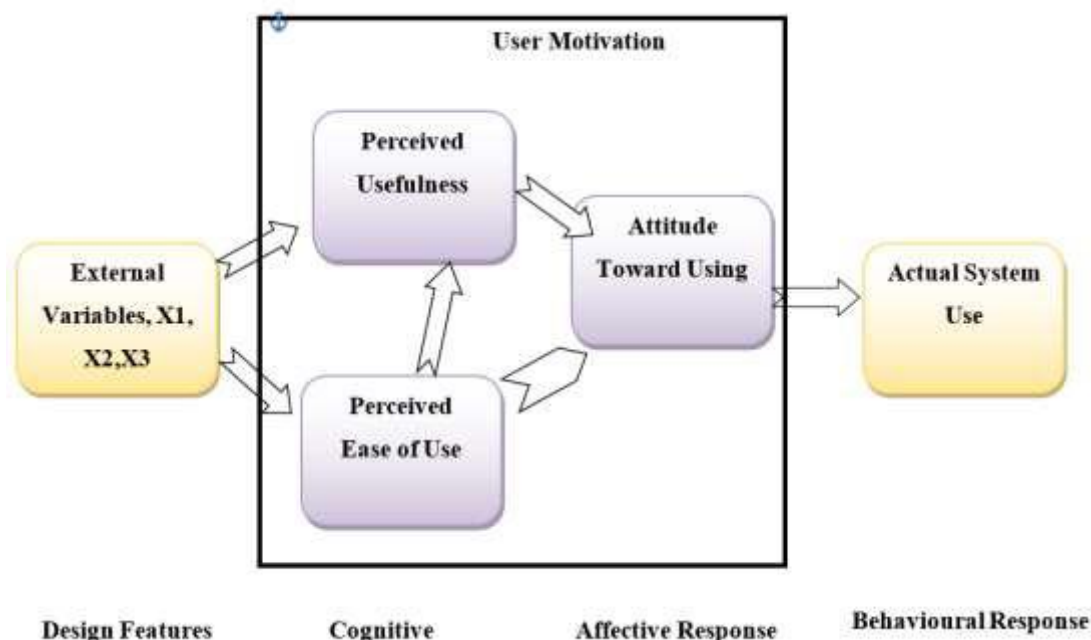 User Motivation
Perceived
Usefulness
Attitude
Toward Using
External
Variables, X1,
X2,X3
Actual System
Use
Perceived
Ease of Use
Design Features
Cognitive
Affective Response
Behavioural Response